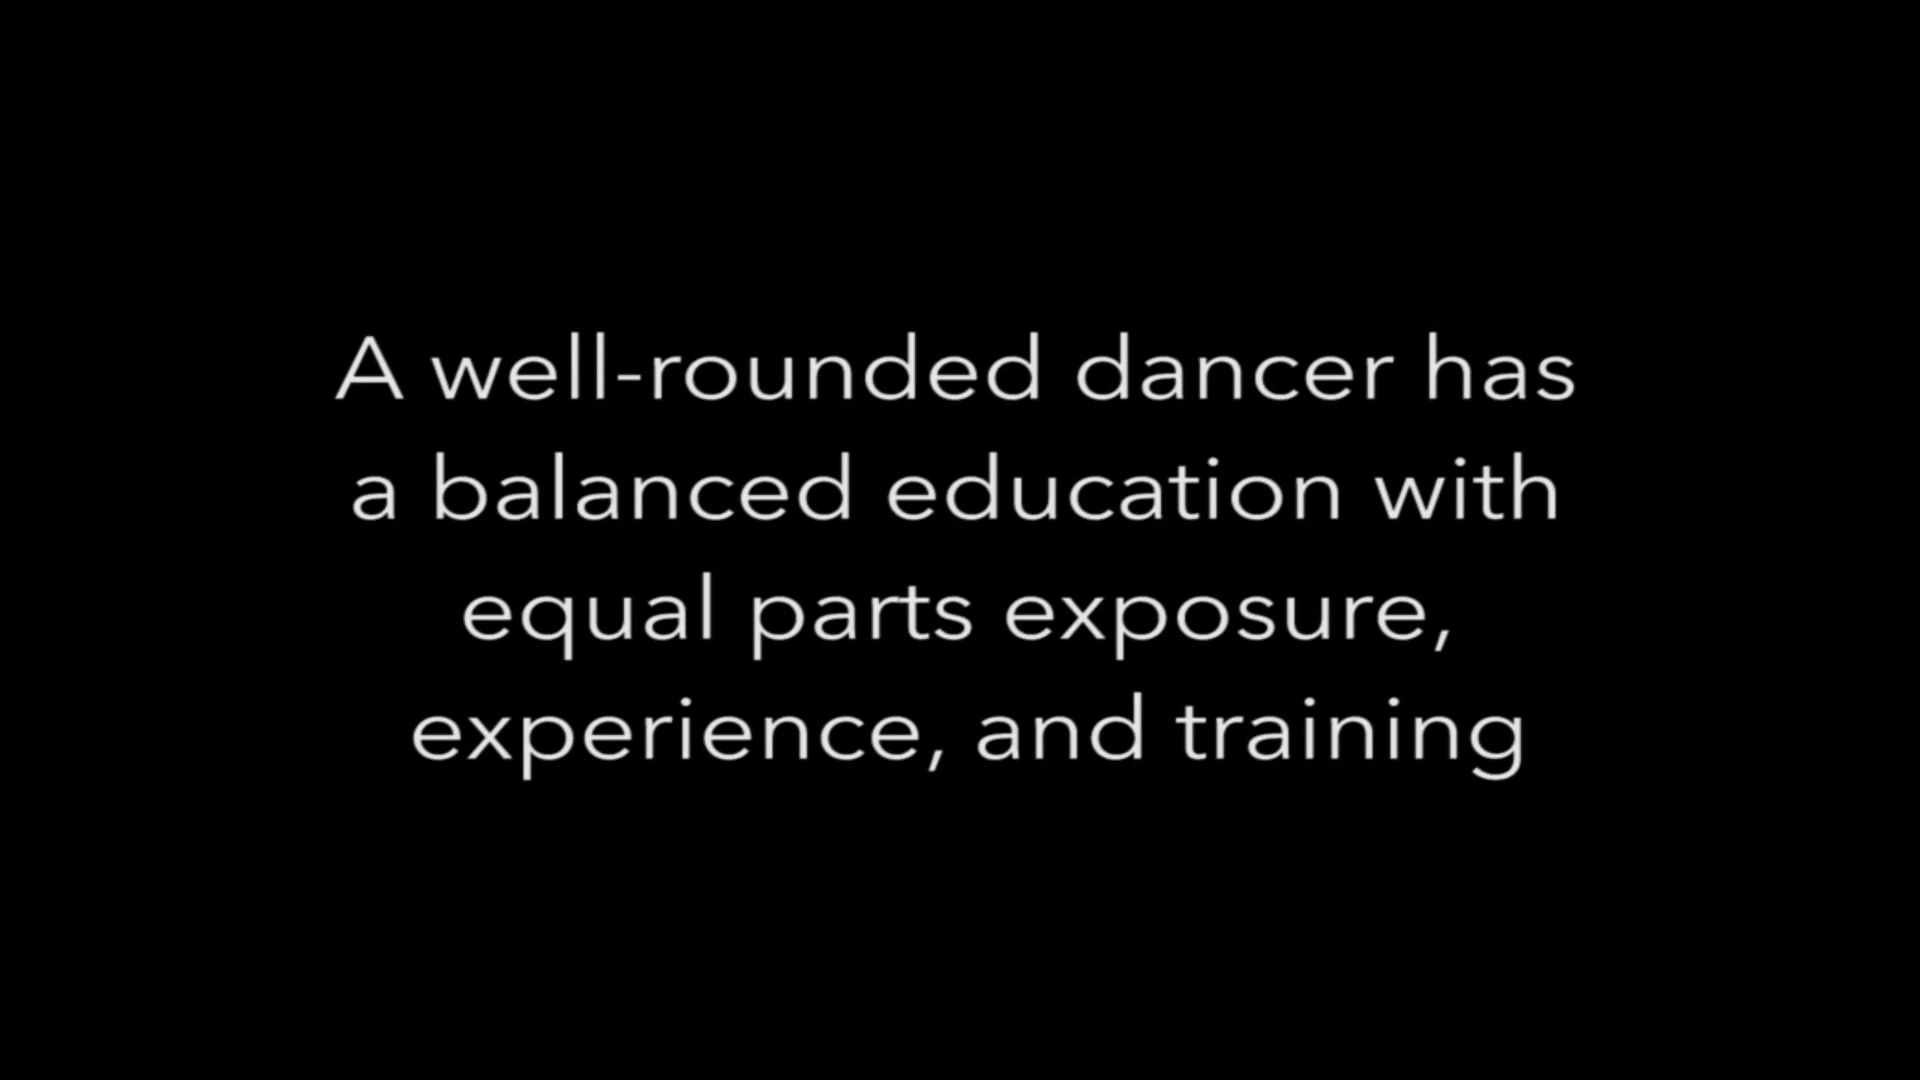 A well-rounded dancer has
a balanced education with
equal parts exposure,
experience, and training